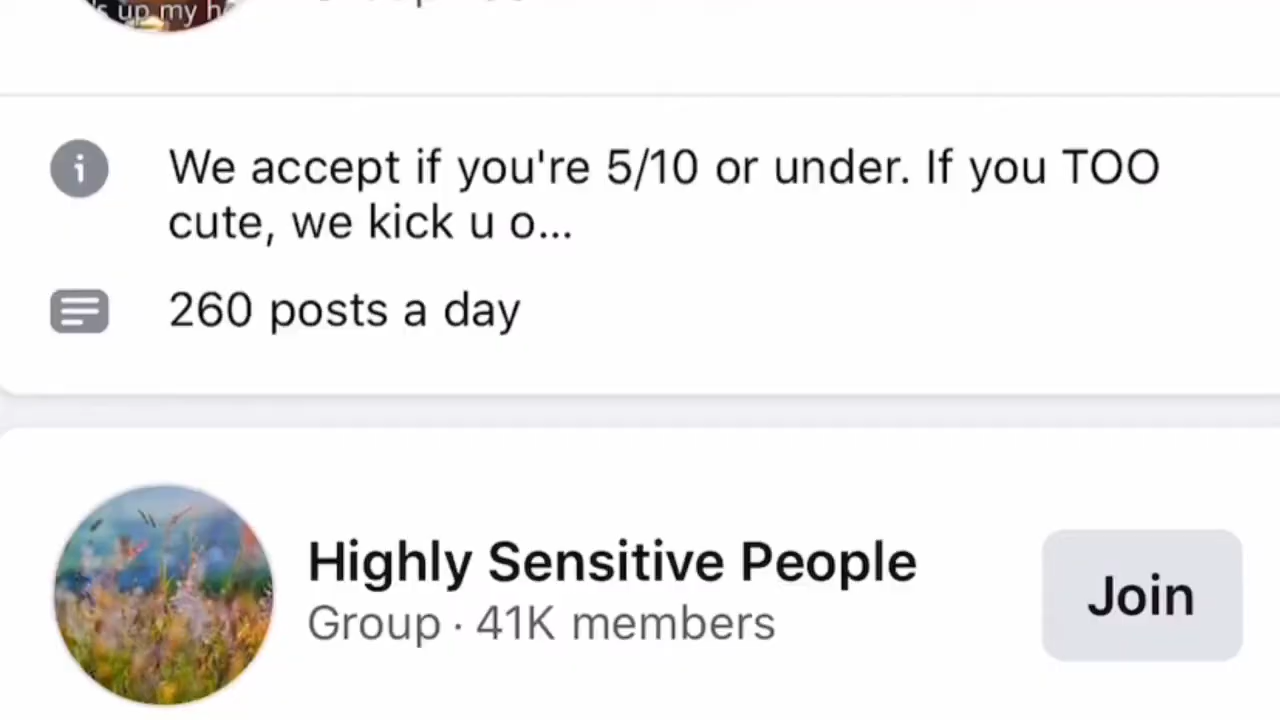 up my
We accept if you're 5/10 or under. If you TOO
cute, we kick u o...
260 posts a day
Highly Sensitive People
Group · 41K members
Join